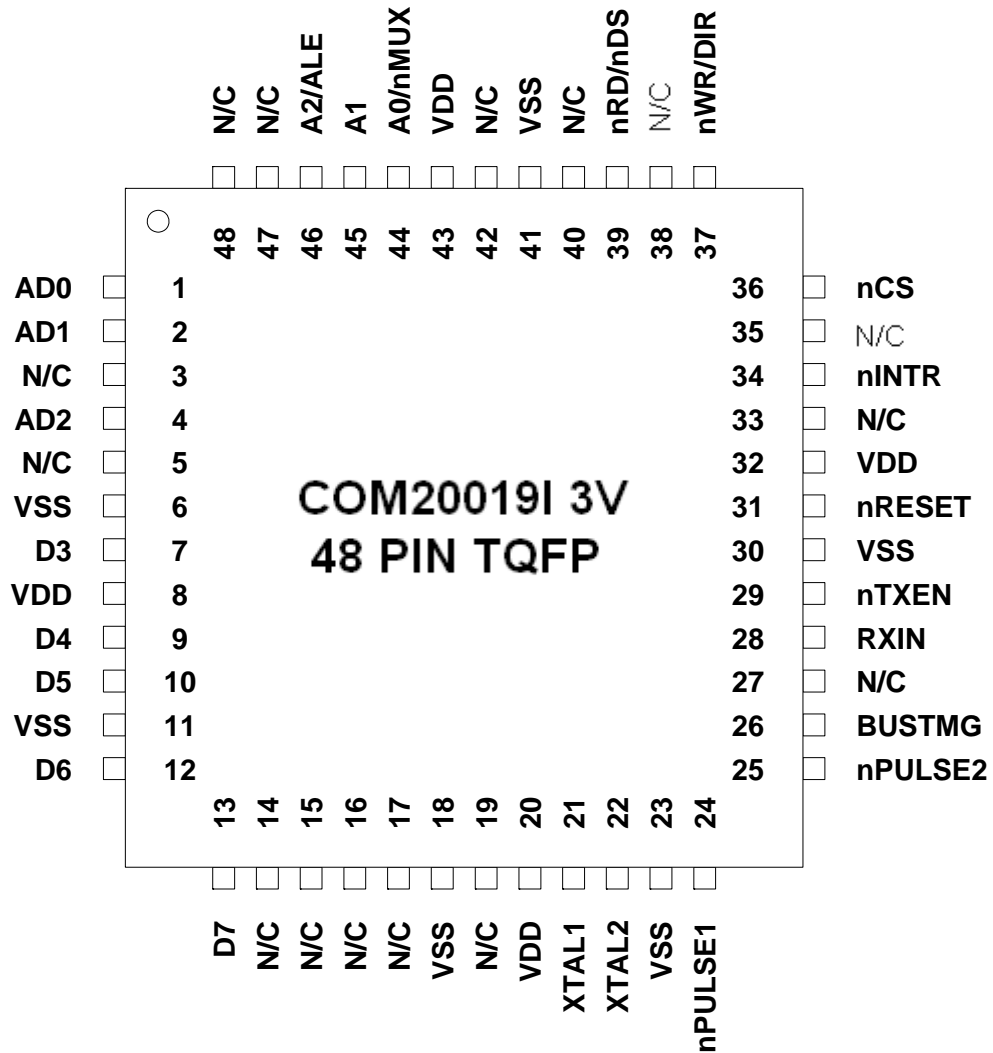 N/C N/C A2/ALE A1 A0/nMUX VDD N/C VSS N/C nRD/nDS N/C nWR/DIR
48 47 46 45 44 43 42 41 40 39 38 37
AD0 1 36 nCS
AD1 2 35 N/C
N/C 3 34 nINTR
AD2 4 33 N/C
N/C 5 32 VDD
VSS 6 31 nRESET
COM20019I 3V
D3 7 30 VSS
48 PIN TQFP
VDD 8 29 nTXEN
D4 9 28 RXIN
D5 10 27 N/C
VSS 11 26 BUSTMG
D6 12 25 nPULSE2
13 14 15 16 17 18 19 20 21 22 23 24
D7 N/C N/C N/C N/C VSS N/C VDD XTAL1 XTAL2 VSS nPULSE1